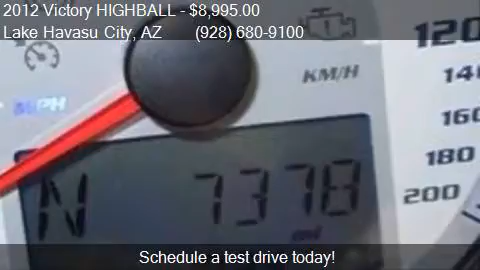 2012 Victory HIGHBALL - $8,995.00
Lake Havasu City, AZ (928) 680-9100
120
KM/H
140
MPH
160
180
N 7378
200
mi
Schedule a test drive today!